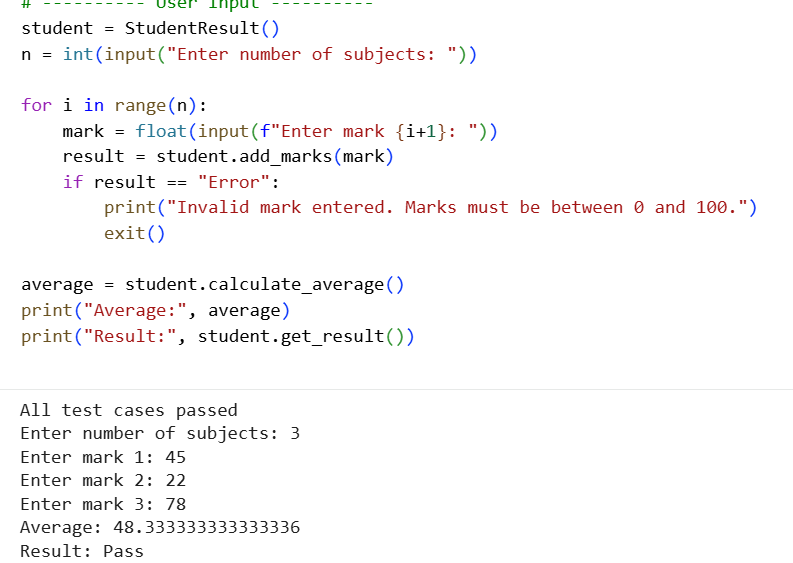 # ---------- User Input ----------
student = StudentResult()
n = int(input("Enter number of subjects: "))
for i in range(n):
    mark = float(input(f"Enter mark {i+1}: "))
    result = student.add_marks(mark)
    if result == "Error":
        print("Invalid mark entered. Marks must be between 0 and 100.")
        exit()
average = student.calculate_average()
print("Average:", average)
print("Result:", student.get_result())
All test cases passed
Enter number of subjects: 3
Enter mark 1: 45
Enter mark 2: 22
Enter mark 3: 78
Average: 48.333333333333336
Result: Pass